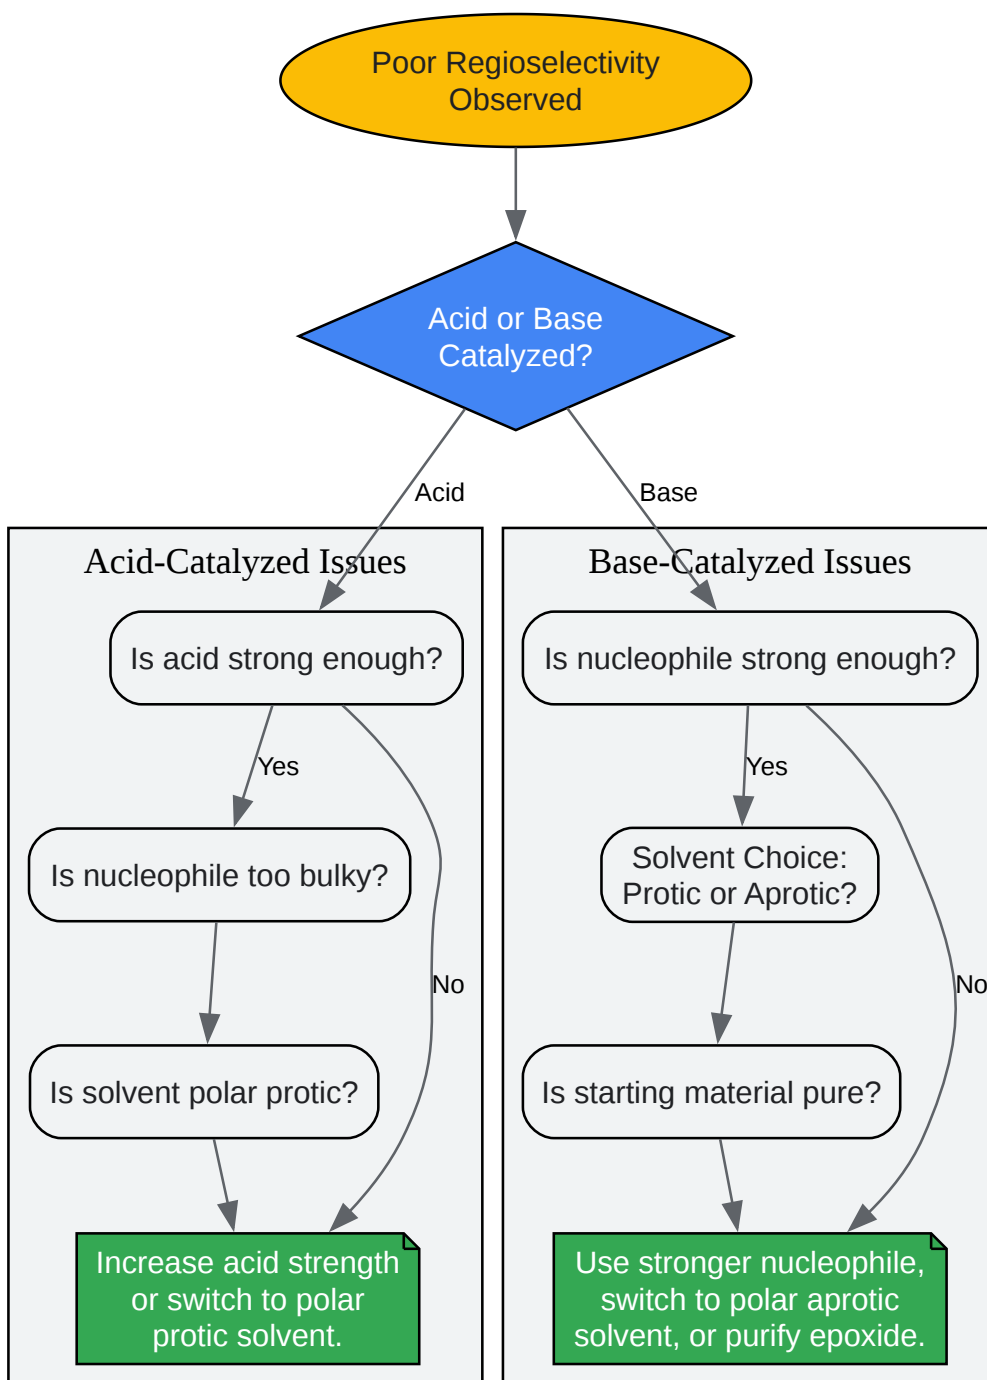 Poor Regioselectivity
Observed
Acid or Base
Catalyzed?
Acid
Base
Acid-Catalyzed Issues
Is acid strong enough?
Yes
Is nucleophile too bulky?
No
Is solvent polar protic?
Increase acid strength
or switch to polar
protic solvent.
Base-Catalyzed Issues
Is nucleophile strong enough?
Yes
Solvent Choice:
Protic or Aprotic?
No
Is starting material pure?
Use stronger nucleophile,
switch to polar aprotic
solvent, or purify epoxide.